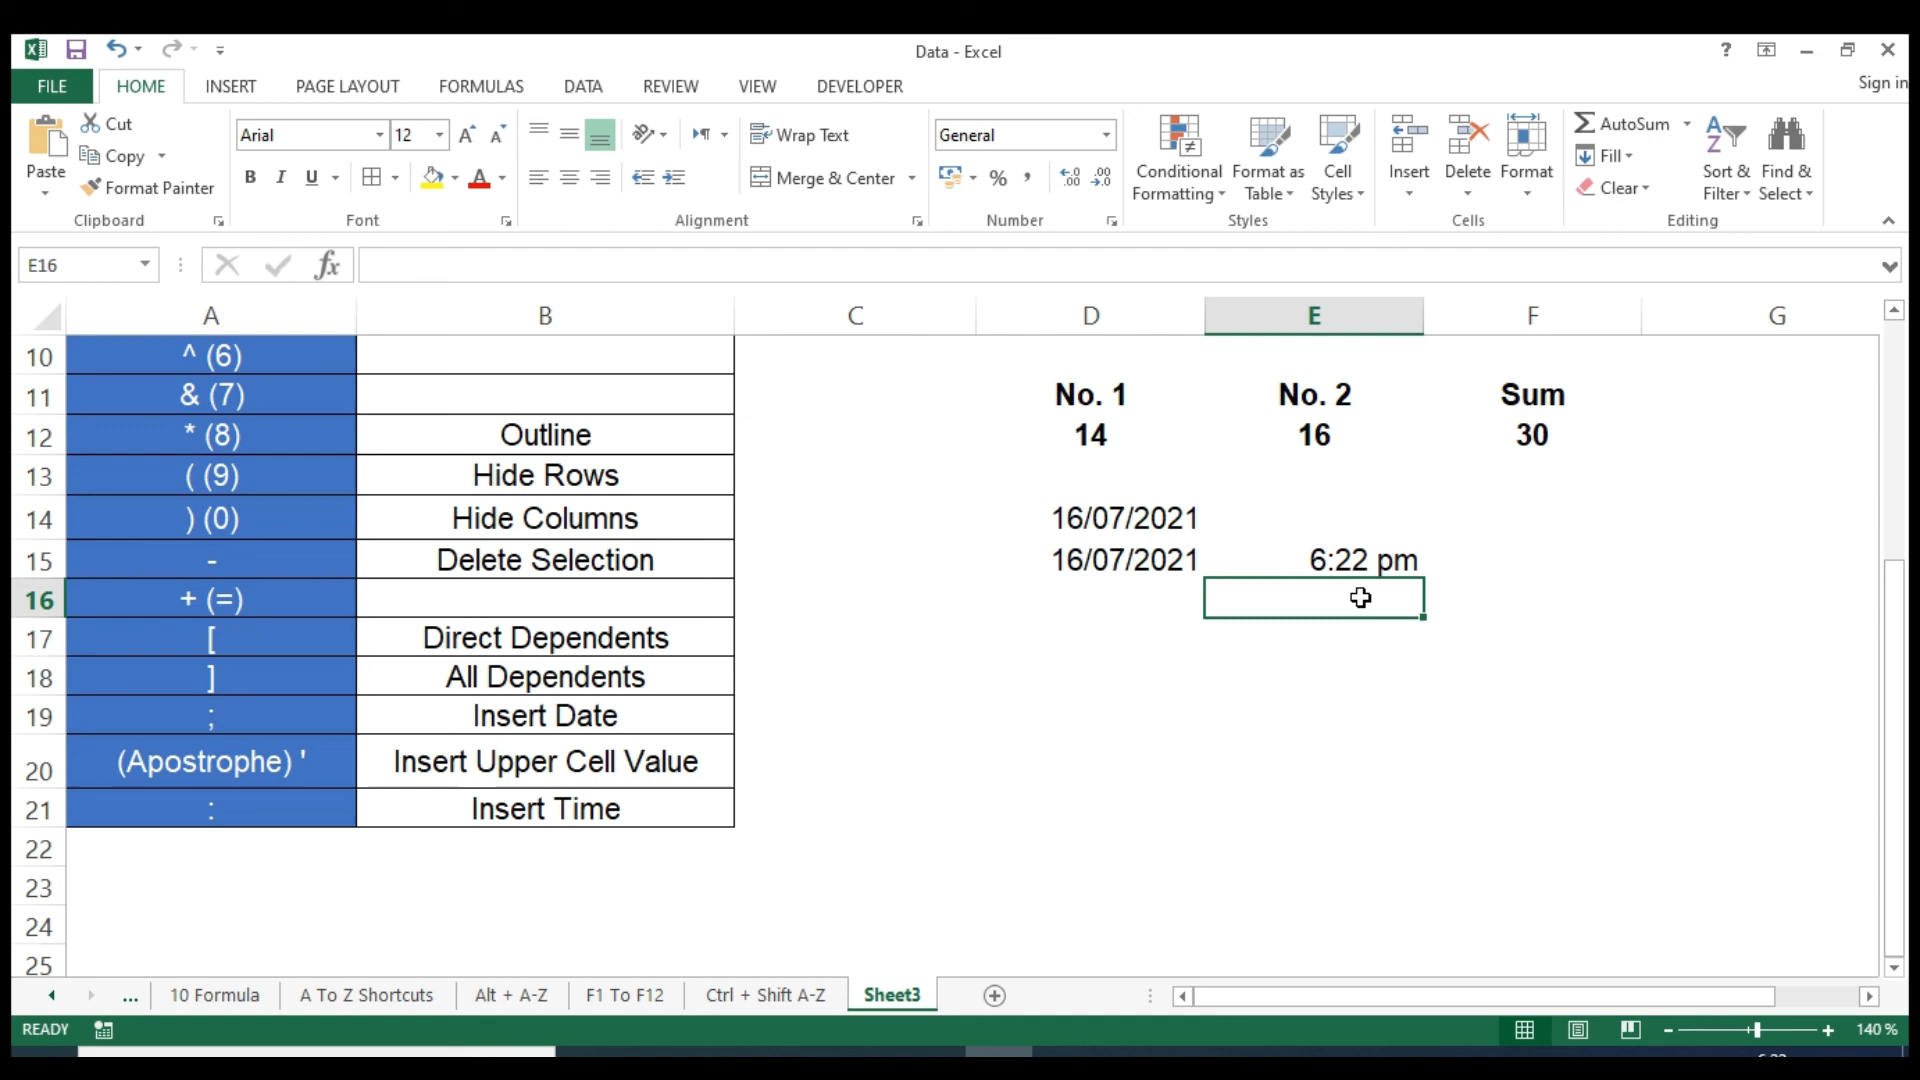 Data - Excel
?
Sign in
FILE HOME INSERT PAGE LAYOUT FORMULAS DATA REVIEW VIEW DEVELOPER
Paste
Cut
Copy
Format Painter
Clipboard
Arial 12
B I U A
Font
Wrap Text
Merge & Center
Alignment
General
% ,
Number
Conditional Formatting
Format as Table
Cell Styles
Styles
Insert
Delete
Format
Cells
AutoSum
Fill
Clear
Sort & Filter
Find & Select
Editing
E16 fx
A B C D E F G
10 ^ (6)
11 & (7) No. 1 No. 2 Sum
12 * (8) Outline 14 16 30
13 ( (9) Hide Rows
14 ) (0) Hide Columns 16/07/2021
15 - Delete Selection 16/07/2021 6:22 pm
16 + (=)
17 [ Direct Dependents
18 ] All Dependents
19 ; Insert Date
20 (Apostrophe) ' Insert Upper Cell Value
21 : Insert Time
22
23
24
25
... 10 Formula A To Z Shortcuts Alt + A-Z F1 To F12 Ctrl + Shift A-Z Sheet3
READY 140 %